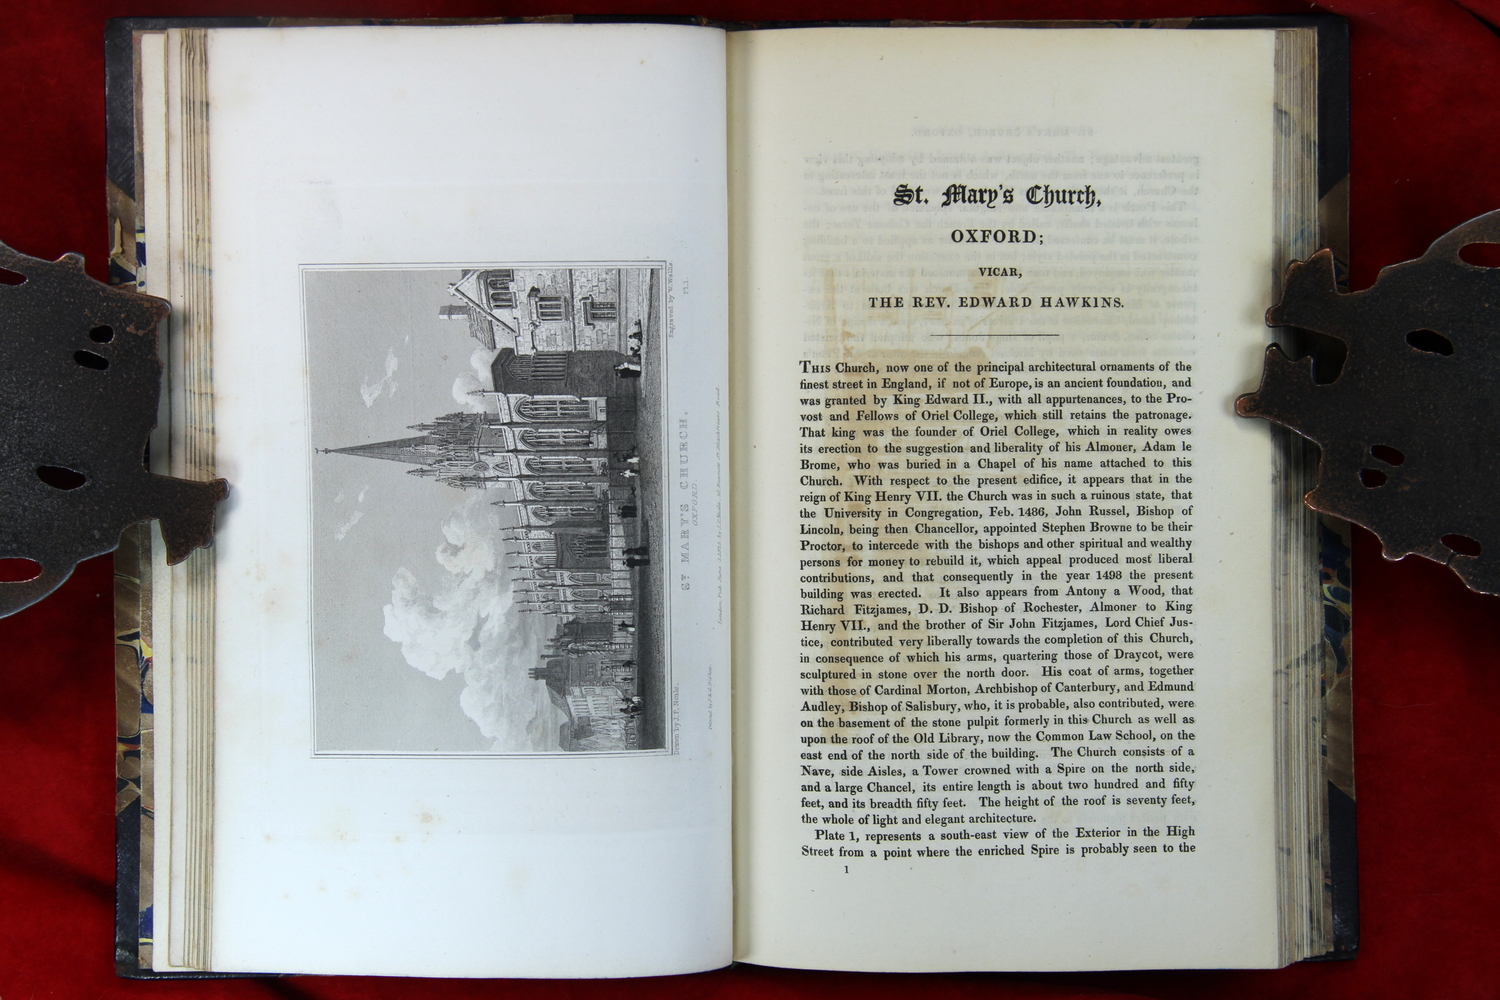 Engraved by W. Wallis.
Pl. 1.
Drawn by J. P. Neale.
ST MARY'S CHURCH,
OXFORD.
St. Mary's Church,
OXFORD;
VICAR,
THE REV. EDWARD HAWKINS.
THIS Church, now one of the principal architectural ornaments of the
finest street in England, if not of Europe, is an ancient foundation, and
was granted by King Edward II., with all appurtenances, to the Pro-
vost and Fellows of Oriel College, which still retains the patronage.
That king was the founder of Oriel College, which in reality owes
its erection to the suggestion and liberality of his Almoner, Adam le
Brome, who was buried in a Chapel of his name attached to this
Church. With respect to the present edifice, it appears that in the
reign of King Henry VII. the Church was in such a ruinous state, that
the University in Congregation, Feb. 1486, John Russel, Bishop of
Lincoln, being then Chancellor, appointed Stephen Browne to be their
Proctor, to intercede with the bishops and other spiritual and wealthy
persons for money to rebuild it, which appeal produced most liberal
contributions, and that consequently in the year 1498 the present
building was erected. It also appears from Antony a Wood, that
Richard Fitzjames, D. D. Bishop of Rochester, Almoner to King
Henry VII., and the brother of Sir John Fitzjames, Lord Chief Jus-
tice, contributed very liberally towards the completion of this Church,
in consequence of which his arms, quartering those of Draycot, were
sculptured in stone over the north door. His coat of arms, together
with those of Cardinal Morton, Archbishop of Canterbury, and Edmund
Audley, Bishop of Salisbury, who, it is probable, also contributed, were
on the basement of the stone pulpit formerly in this Church as well as
upon the roof of the Old Library, now the Common Law School, on the
east end of the north side of the building. The Church consists of a
Nave, side Aisles, a Tower crowned with a Spire on the north side,
and a large Chancel, its entire length is about two hundred and fifty
feet, and its breadth fifty feet. The height of the roof is seventy feet,
the whole of light and elegant architecture.
Plate 1, represents a south-east view of the Exterior in the High
Street from a point where the enriched Spire is probably seen to the
1